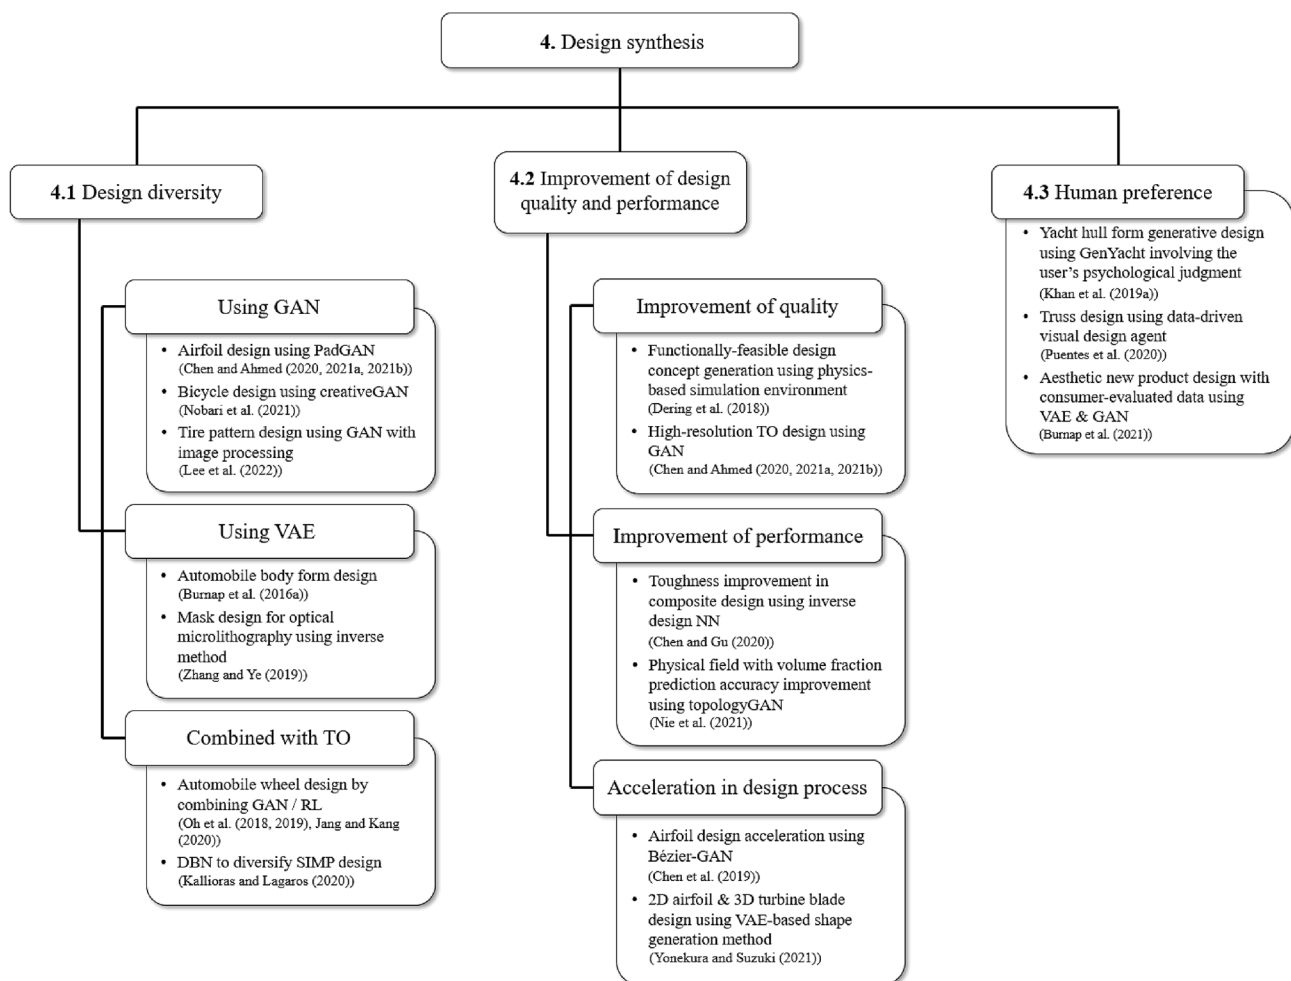 4. Design synthesis
4.1 Design diversity
Using GAN
• Airfoil design using PadGAN
(Chen and Ahmed (2020, 2021a, 2021b))
• Bicycle design using creativeGAN
(Nobari et al. (2021))
• Tire pattern design using GAN with
image processing
(Lee et al. (2022))
Using VAE
• Automobile body form design
(Burnap et al. (2016a))
• Mask design for optical
microlithography using inverse
method
(Zhang and Ye (2019))
Combined with TO
• Automobile wheel design by
combining GAN / RL
(Oh et al. (2018, 2019), Jang and Kang
(2020))
• DBN to diversify SIMP design
(Kallioras and Lagaros (2020))
4.2 Improvement of design
quality and performance
Improvement of quality
• Functionally-feasible design
concept generation using physics-
based simulation environment
(Dering et al. (2018))
• High-resolution TO design using
GAN
(Chen and Ahmed (2020, 2021a, 2021b))
Improvement of performance
• Toughness improvement in
composite design using inverse
design NN
(Chen and Gu (2020))
• Physical field with volume fraction
prediction accuracy improvement
using topologyGAN
(Nie et al. (2021))
Acceleration in design process
• Airfoil design acceleration using
Bézier-GAN
(Chen et al. (2019))
• 2D airfoil & 3D turbine blade
design using VAE-based shape
generation method
(Yonekura and Suzuki (2021))
4.3 Human preference
• Yacht hull form generative design
using GenYacht involving the
user's psychological judgment
(Khan et al. (2019a))
• Truss design using data-driven
visual design agent
(Puentes et al. (2020))
• Aesthetic new product design with
consumer-evaluated data using
VAE & GAN
(Burnap et al. (2021))